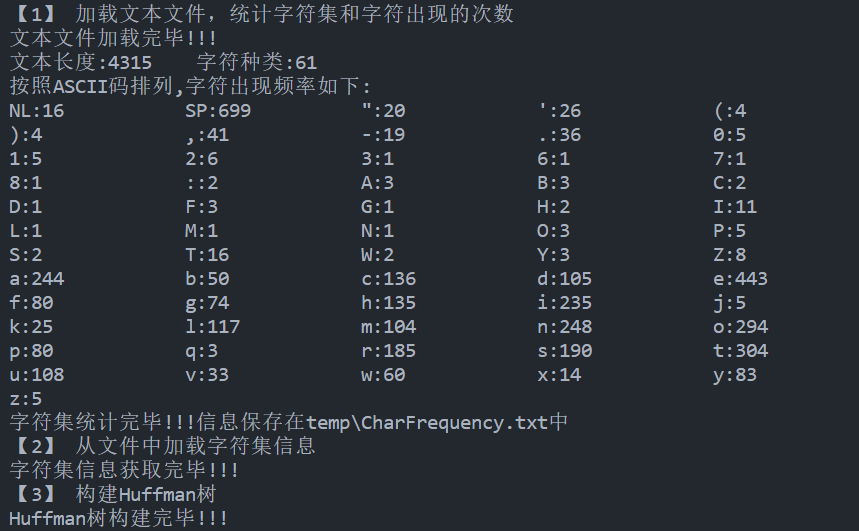 【1】 加载文本文件，统计字符集和字符出现的次数
文本文件加载完毕!!!
文本长度:4315    字符种类:61
按照ASCII码排列,字符出现频率如下:
NL:16           SP:699          ":20            ':26            (:4
):4             ,:41            -:19            .:36            0:5
1:5             2:6             3:1             6:1             7:1
8:1             ::2             A:3             B:3             C:2
D:1             F:3             G:1             H:2             I:11
L:1             M:1             N:1             O:3             P:5
S:2             T:16            W:2             Y:3             Z:8
a:244           b:50            c:136           d:105           e:443
f:80            g:74            h:135           i:235           j:5
k:25            l:117           m:104           n:248           o:294
p:80            q:3             r:185           s:190           t:304
u:108           v:33            w:60            x:14            y:83
z:5
字符集统计完毕!!!信息保存在temp\CharFrequency.txt中
【2】 从文件中加载字符集信息
字符集信息获取完毕!!!
【3】 构建Huffman树
Huffman树构建完毕!!!